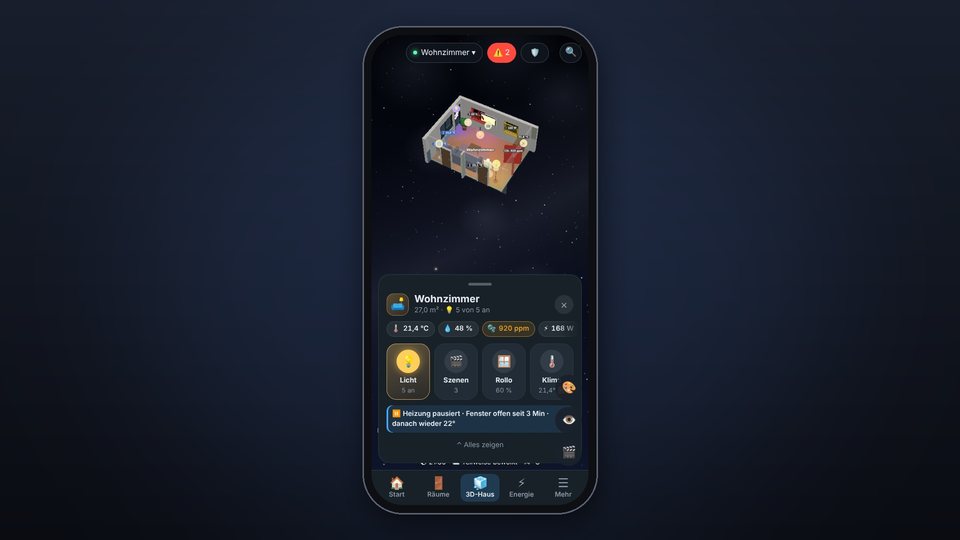 Wohnzimmer ▾
2
Wohnzimmer
Wohnzimmer
27,0 m² · 5 von 5 an
21,4 °C
48 %
920 ppm
168 W
Licht
5 an
Szenen
3
Rollo
60 %
21,4°
Heizung pausiert · Fenster offen seit 3 Min ·
danach wieder 22°
Alles zeigen
Start
Räume
3D-Haus
Energie
Mehr